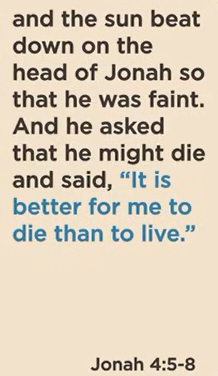 and the sun beat
down on the
head of Jonah so
that he was faint.
And he asked
that he might die
and said, “It is
better for me to
die than to live.”
Jonah 4:5-8